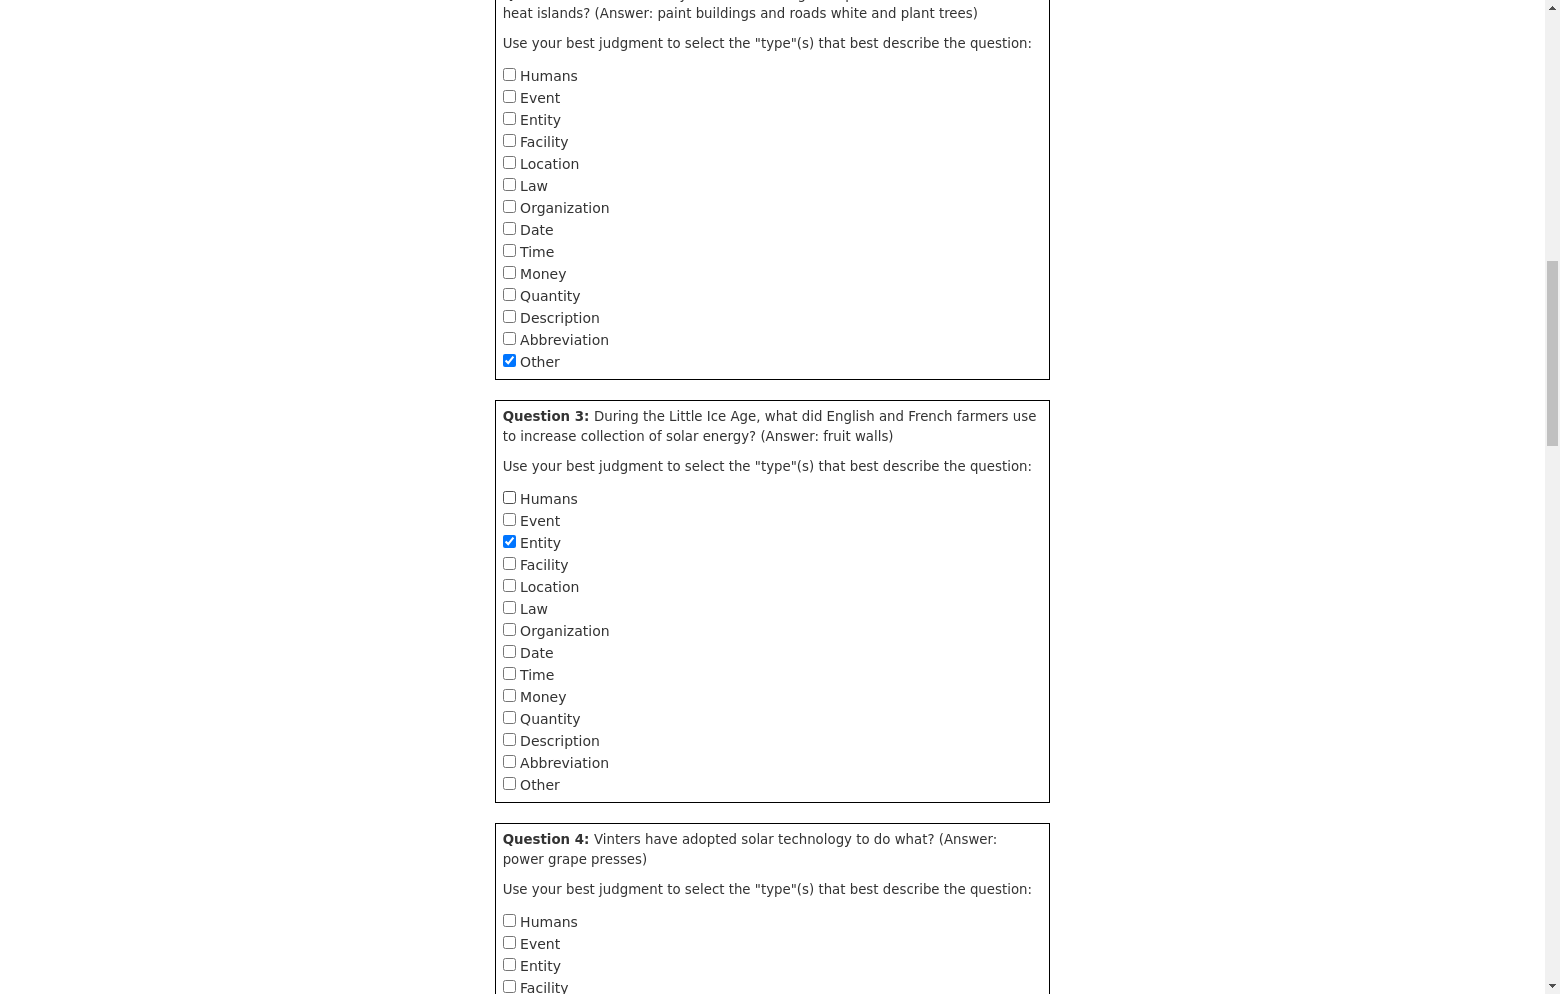 heat islands? (Answer: paint buildings and roads white and plant trees)
Use your best judgment to select the "type"(s) that best describe the question:
Humans
Event
Entity
Facility
Location
Law
Organization
Date
Time
Money
Quantity
Description
Abbreviation
Other
Question 3: During the Little Ice Age, what did English and French farmers use
to increase collection of solar energy? (Answer: fruit walls)
Use your best judgment to select the "type"(s) that best describe the question:
Humans
Event
Entity
Facility
Location
Law
Organization
Date
Time
Money
Quantity
Description
Abbreviation
Other
Question 4: Vinters have adopted solar technology to do what? (Answer:
power grape presses)
Use your best judgment to select the "type"(s) that best describe the question:
Humans
Event
Entity
Facility